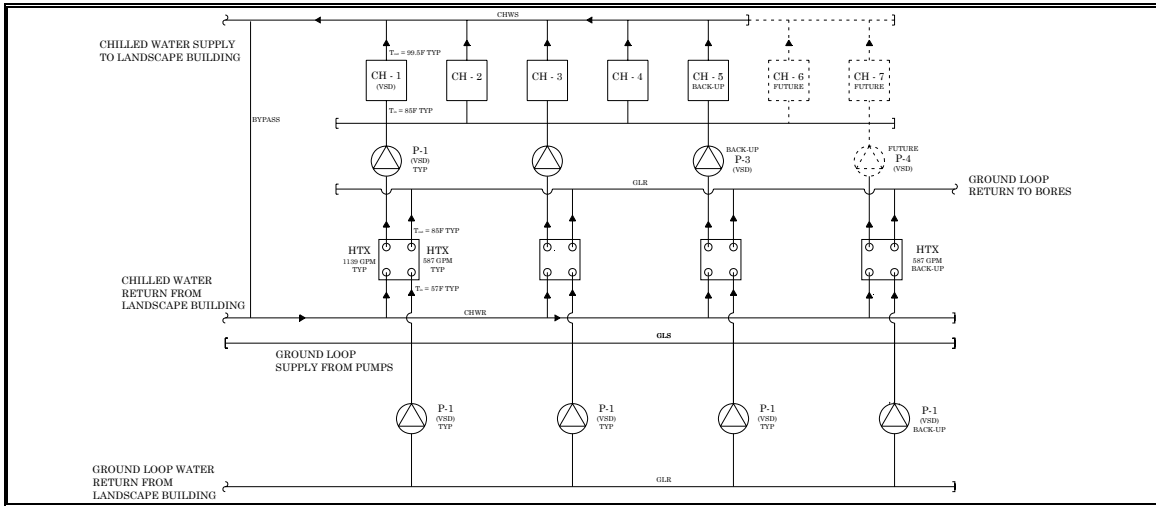 CHWS
CHILLED WATER SUPPLY
TO LANDSCAPE BUILDING
T = 99.5F TYP
CH - 1
(VSD)
CH - 2
CH - 3
CH - 4
CH - 5
BACK-UP
CH - 6
FUTURE
CH - 7
FUTURE
T = 85F TYP
BYPASS
P-1
(VSD)
TYP
BACK-UP
P-3
(VSD)
FUTURE
P-4
(VSD)
GLR
GROUND LOOP
RETURN TO BORES
T = 85F TYP
HTX
1139 GPM
TYP
HTX
587 GPM
TYP
HTX
587 GPM
BACK-UP
T = 57F TYP
CHILLED WATER
RETURN FROM
LANDSCAPE BUILDING
CHWR
GLS
GROUND LOOP
SUPPLY FROM PUMPS
P-1
(VSD)
TYP
P-1
(VSD)
TYP
P-1
(VSD)
TYP
P-1
(VSD)
BACK-UP
GROUND LOOP WATER
RETURN FROM
LANDSCAPE BUILDING
GLR